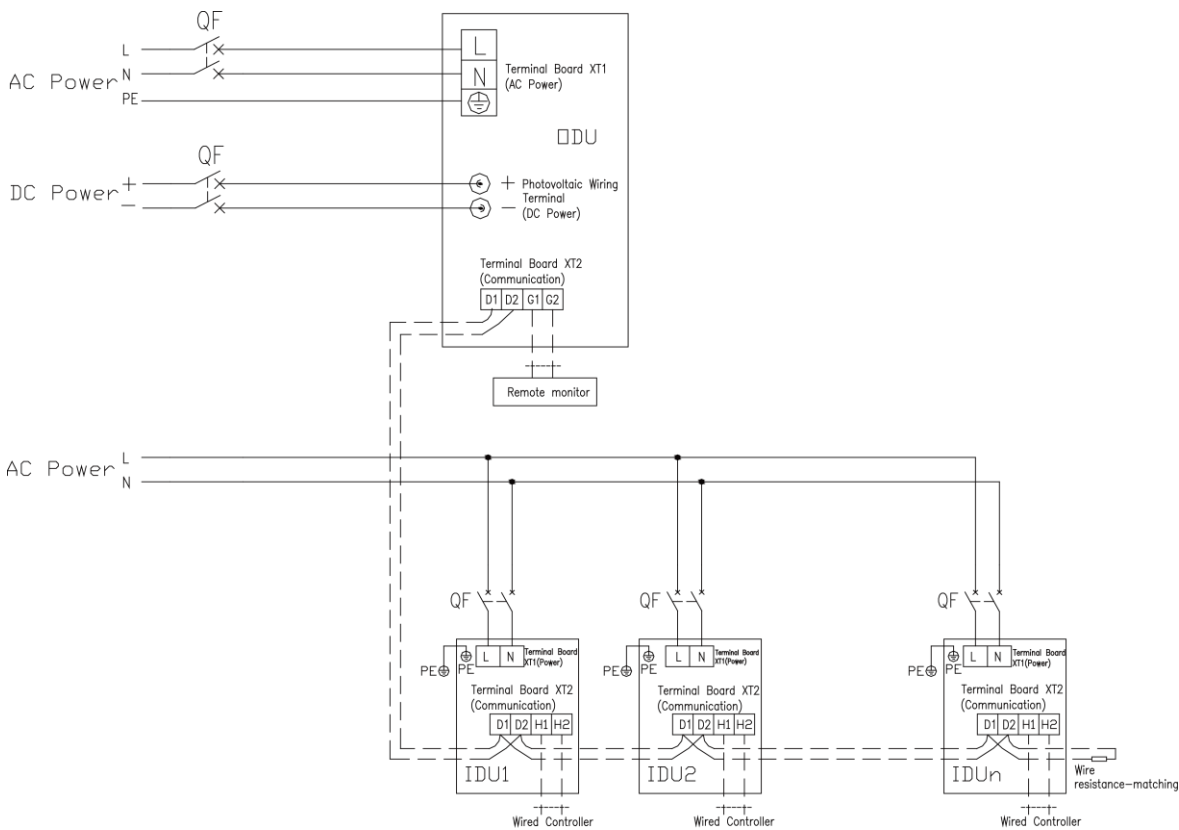 QF
L
AC Power
N
PE
L
N
Terminal Board XT1
(AC Power)
ODU
QF
DC Power
+
−
+
−
Photovoltaic Wiring
Terminal
(DC Power)
Terminal Board XT2
(Communication)
D1 D2 G1 G2
Remote monitor
AC Power
L
N
QF
QF
QF
PE
PE
L N
Terminal Board
XT1(Power)
Terminal Board XT2
(Communication)
D1 D2 H1 H2
IDU1
Wired Controller
PE
PE
L N
Terminal Board
XT1(Power)
Terminal Board XT2
(Communication)
D1 D2 H1 H2
IDU2
Wired Controller
PE
PE
L N
Terminal Board
XT1(Power)
Terminal Board XT2
(Communication)
D1 D2 H1 H2
IDUn
Wired Controller
Wire
resistance-matching